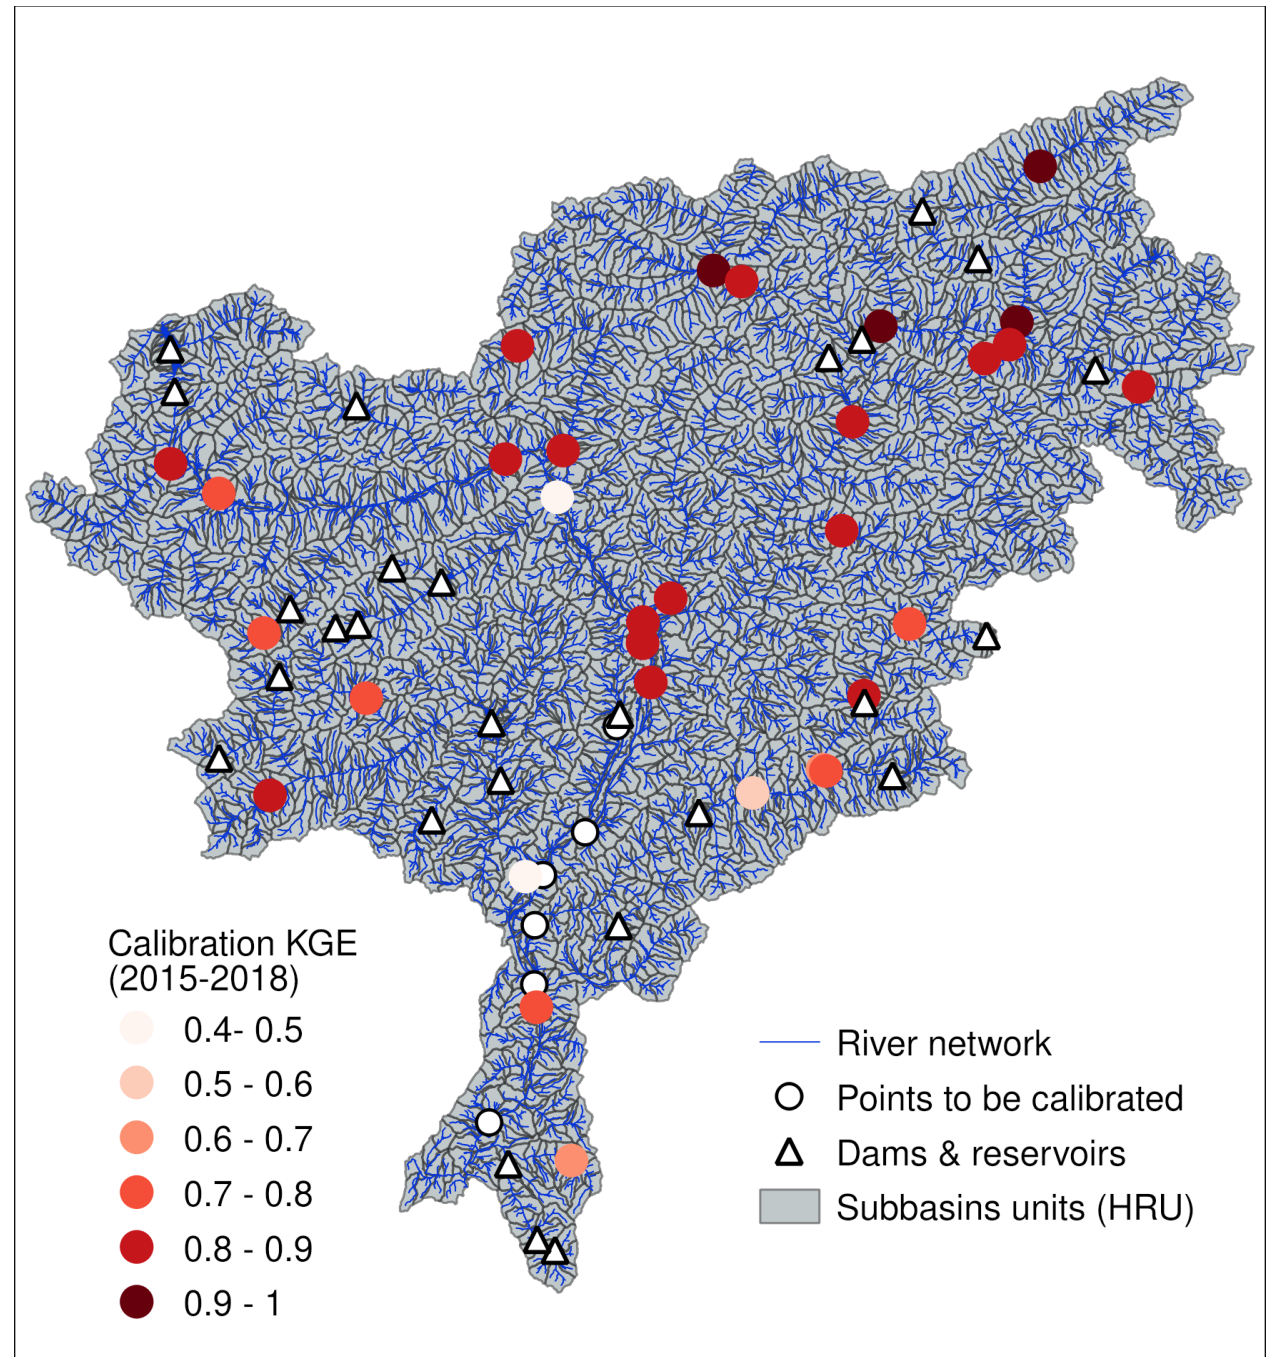 Calibration KGE
(2015-2018)
0.4- 0.5
0.5 - 0.6
0.6 - 0.7
0.7 - 0.8
0.8 - 0.9
0.9 - 1
River network
Points to be calibrated
Dams & reservoirs
Subbasins units (HRU)